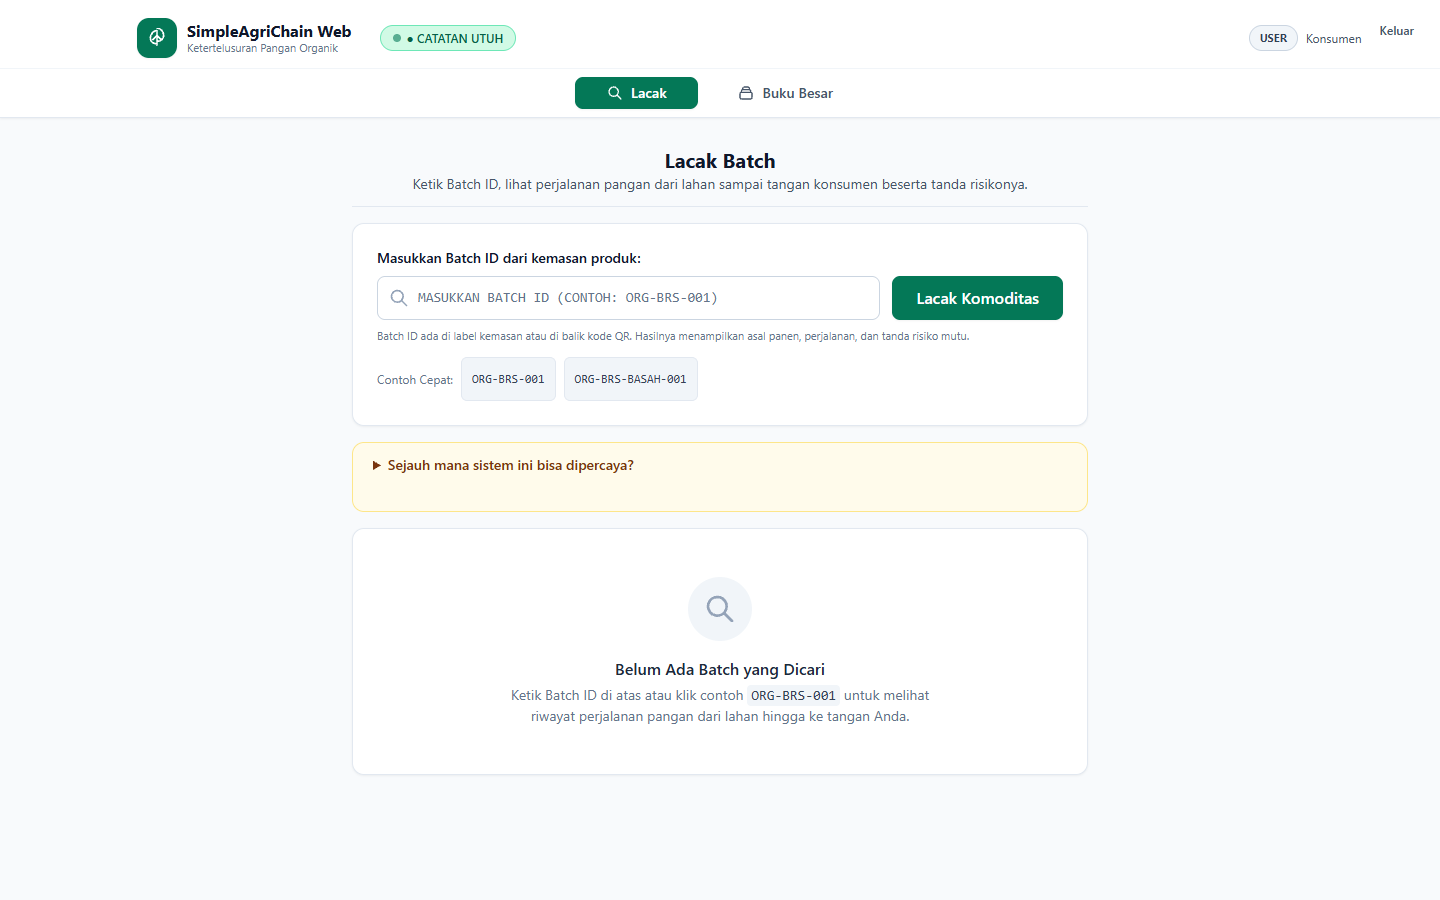 SimpleAgriChain Web
Ketertelusuran Pangan Organik
● CATATAN UTUH
USER
Konsumen
Keluar
Lacak
Buku Besar
Lacak Batch
Ketik Batch ID, lihat perjalanan pangan dari lahan sampai tangan konsumen beserta tanda risikonya.
Masukkan Batch ID dari kemasan produk:
MASUKKAN BATCH ID (CONTOH: ORG-BRS-001)
Lacak Komoditas
Batch ID ada di label kemasan atau di balik kode QR. Hasilnya menampilkan asal panen, perjalanan, dan tanda risiko mutu.
Contoh Cepat:
ORG-BRS-001
ORG-BRS-BASAH-001
Sejauh mana sistem ini bisa dipercaya?
Belum Ada Batch yang Dicari
Ketik Batch ID di atas atau klik contoh ORG-BRS-001 untuk melihat
riwayat perjalanan pangan dari lahan hingga ke tangan Anda.